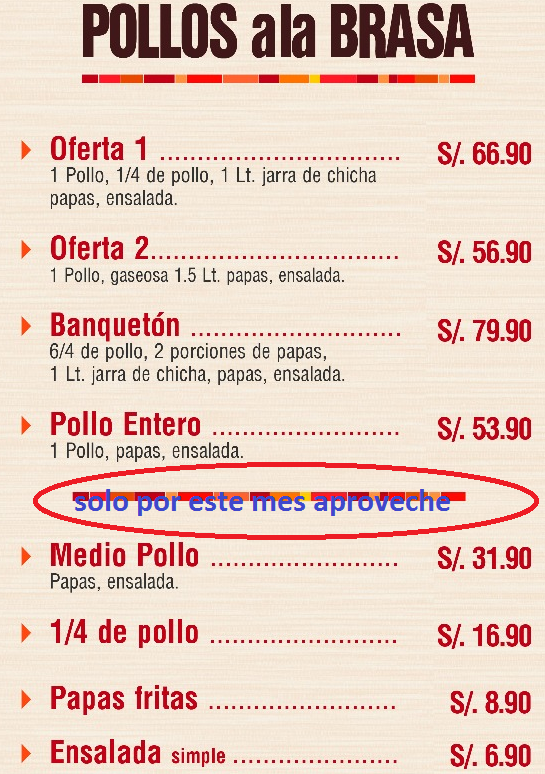 POLLOS ala BRASA
Oferta 1 ................................ S/. 66.90
1 Pollo, 1/4 de pollo, 1 Lt. jarra de chicha
papas, ensalada.
Oferta 2................................. S/. 56.90
1 Pollo, gaseosa 1.5 Lt. papas, ensalada.
Banquetón ............................ S/. 79.90
6/4 de pollo, 2 porciones de papas,
1 Lt. jarra de chicha, papas, ensalada.
Pollo Entero ......................... S/. 53.90
1 Pollo, papas, ensalada.
solo por este mes aproveche
Medio Pollo ......................... S/. 31.90
Papas, ensalada.
1/4 de pollo ......................... S/. 16.90
Papas fritas ......................... S/. 8.90
Ensalada simple ...................... S/. 6.90